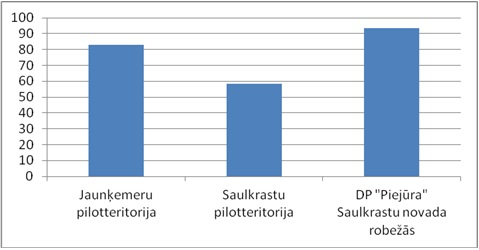 100
90
80
70
60
50
40
30
20
10
0
Jaunķemeru
pilotteritorija
Saulkrastu
pilotteritorija
DP "Piejūra"
Saulkrastu novada
robežās